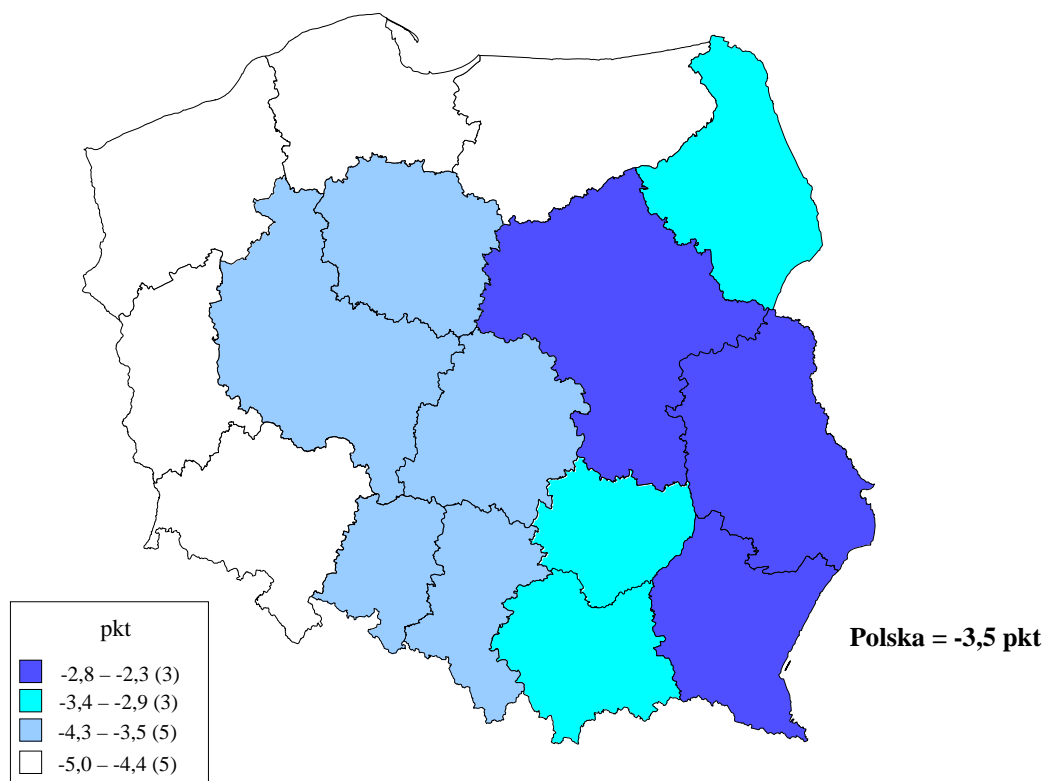 pkt
-2,8 – -2,3 (3)
-3,4 – -2,9 (3)
-4,3 – -3,5 (5)
-5,0 – -4,4 (5)
Polska = -3,5 pkt